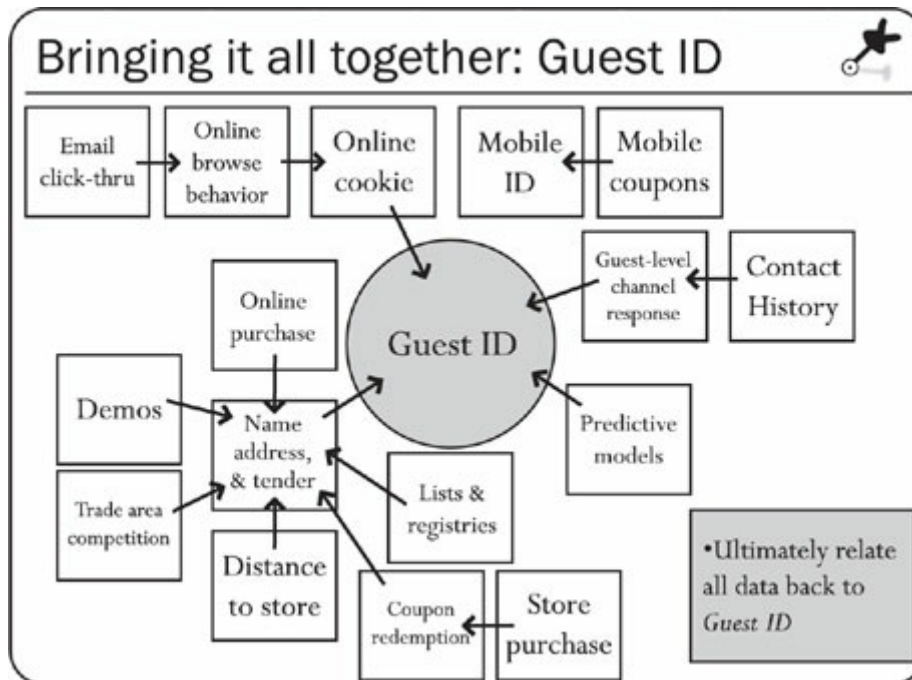 Bringing it all together: Guest ID
Email
click-thru
Online
browse
behavior
Online
cookie
Mobile
ID
Mobile
coupons
Guest-level
channel
response
Contact
History
Online
purchase
Guest ID
Demos
Name
address,
& tender
Predictive
models
Trade area
competition
Lists &
registries
Distance
to store
Coupon
redemption
Store
purchase
•Ultimately relate
all data back to
Guest ID